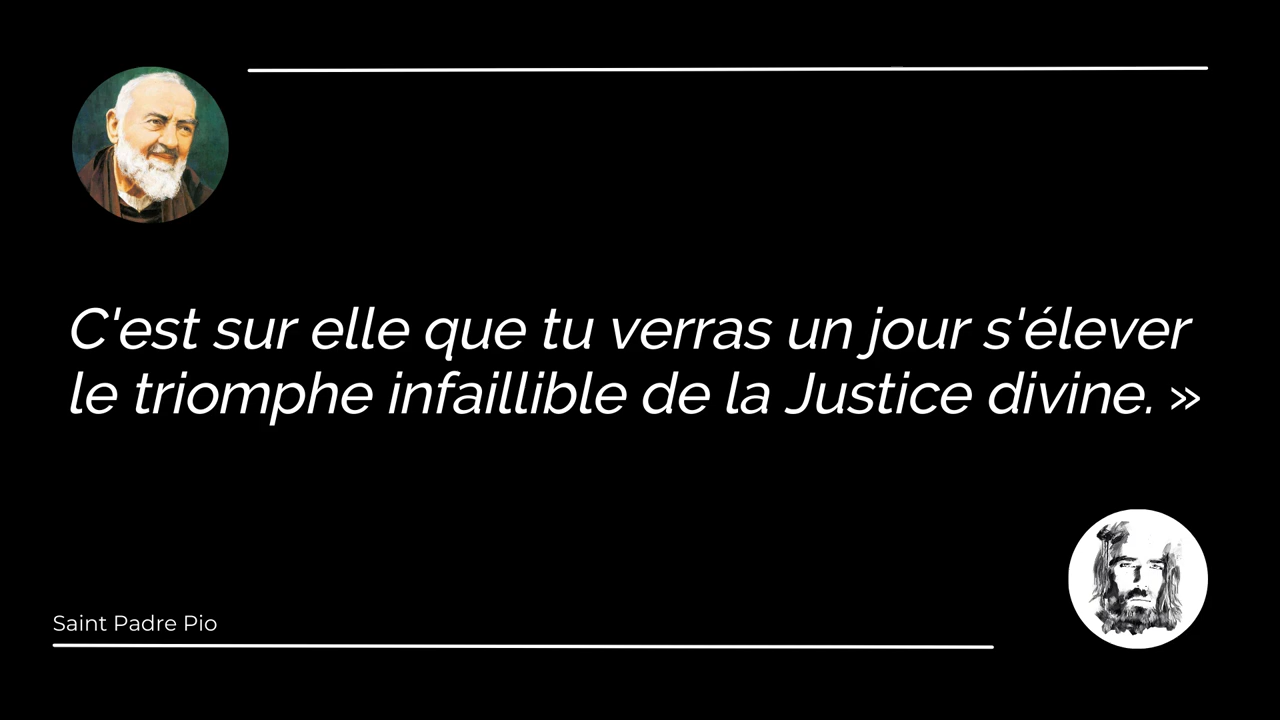 C'est sur elle que tu verras un jour s'élever
le triomphe infaillible de la Justice divine. »
Saint Padre Pio